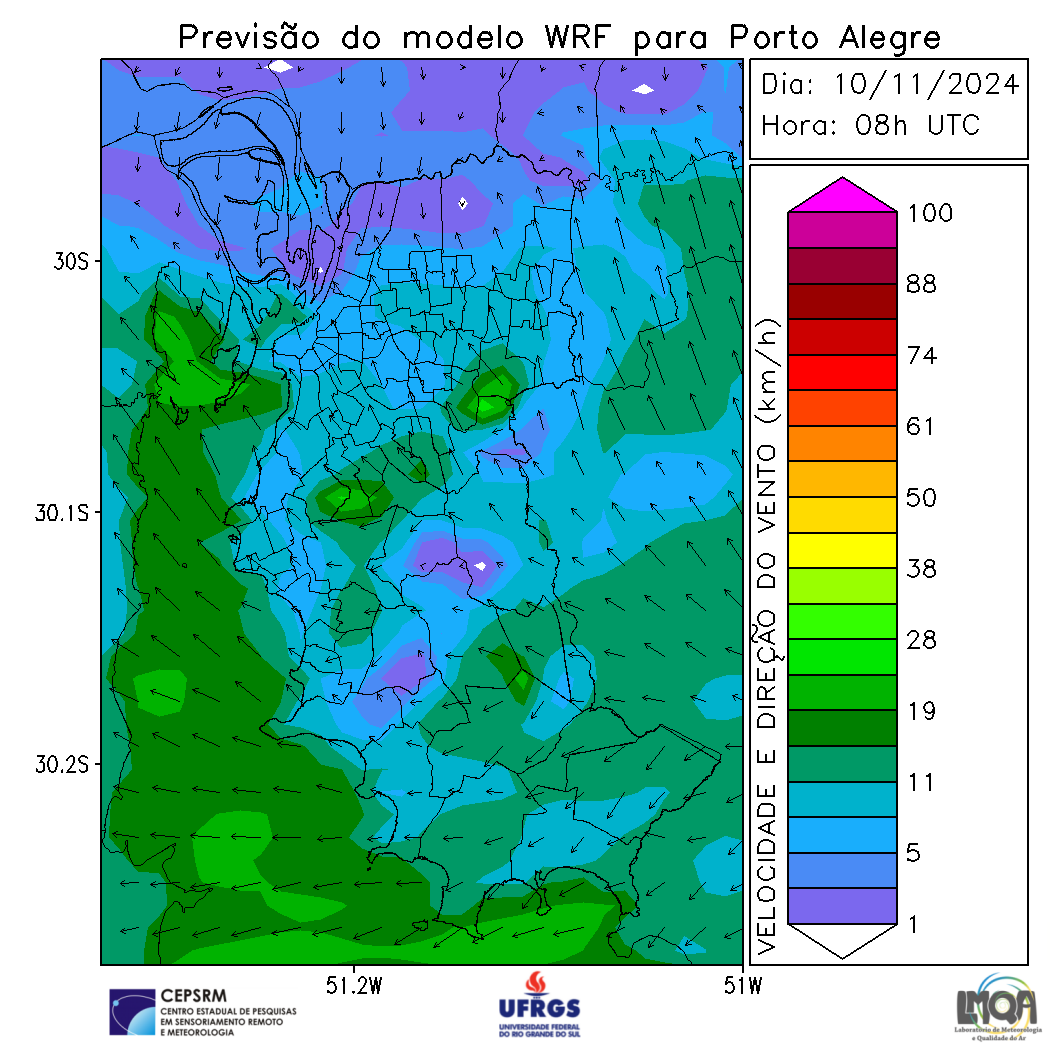 Previsão do modelo WRF para Porto Alegre
Dia: 10/11/2024
Hora: 08h UTC
30S
30.1S
30.2S
51.2W
51W
VELOCIDADE E DIREÇÃO DO VENTO (km/h)
100
88
74
61
50
38
28
19
11
5
1
CEPSRM
CENTRO ESTADUAL DE PESQUISAS
EM SENSORIAMENTO REMOTO
E METEOROLOGIA
UFRGS
UNIVERSIDADE FEDERAL
DO RIO GRANDE DO SUL
LMQA
Laboratório de Meteorologia
e Qualidade do Ar